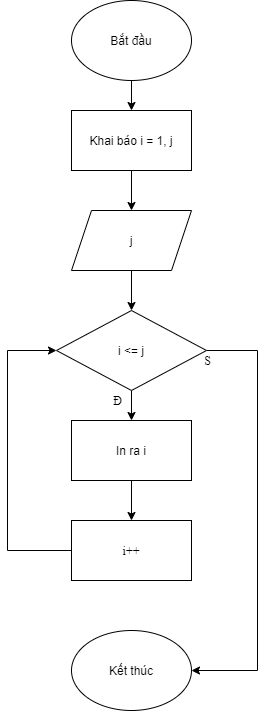 Bắt đầu
Khai báo i = 1, j
j
i <= j
S
Đ
In ra i
i++
Kết thúc